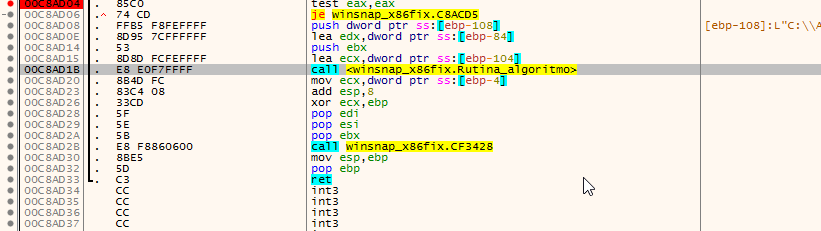 00C8AD04 . 85C0 test eax,eax
00C8AD06 . 74 CD je winsnap_x86fix.C8ACD5
00C8AD08 . FFB5 F8FEFFFF push dword ptr ss:[ebp-108] [ebp-108]:L"C:\\A
00C8AD0E . 8D95 7CFFFFFF lea edx,dword ptr ss:[ebp-84]
00C8AD14 . 53 push ebx
00C8AD15 . 8D8D FCFEFFFF lea ecx,dword ptr ss:[ebp-104]
00C8AD1B . E8 E0F7FFFF call <winsnap_x86fix.Rutina_algoritmo>
00C8AD20 . 8B4D FC mov ecx,dword ptr ss:[ebp-4]
00C8AD23 . 83C4 08 add esp,8
00C8AD26 . 33CD xor ecx,ebp
00C8AD28 . 5F pop edi
00C8AD29 . 5E pop esi
00C8AD2A . 5B pop ebx
00C8AD2B . E8 F8860600 call winsnap_x86fix.CF3428
00C8AD30 . 8BE5 mov esp,ebp
00C8AD32 . 5D pop ebp
00C8AD33 . C3 ret
00C8AD34 CC int3
00C8AD35 CC int3
00C8AD36 CC int3
00C8AD37 CC int3